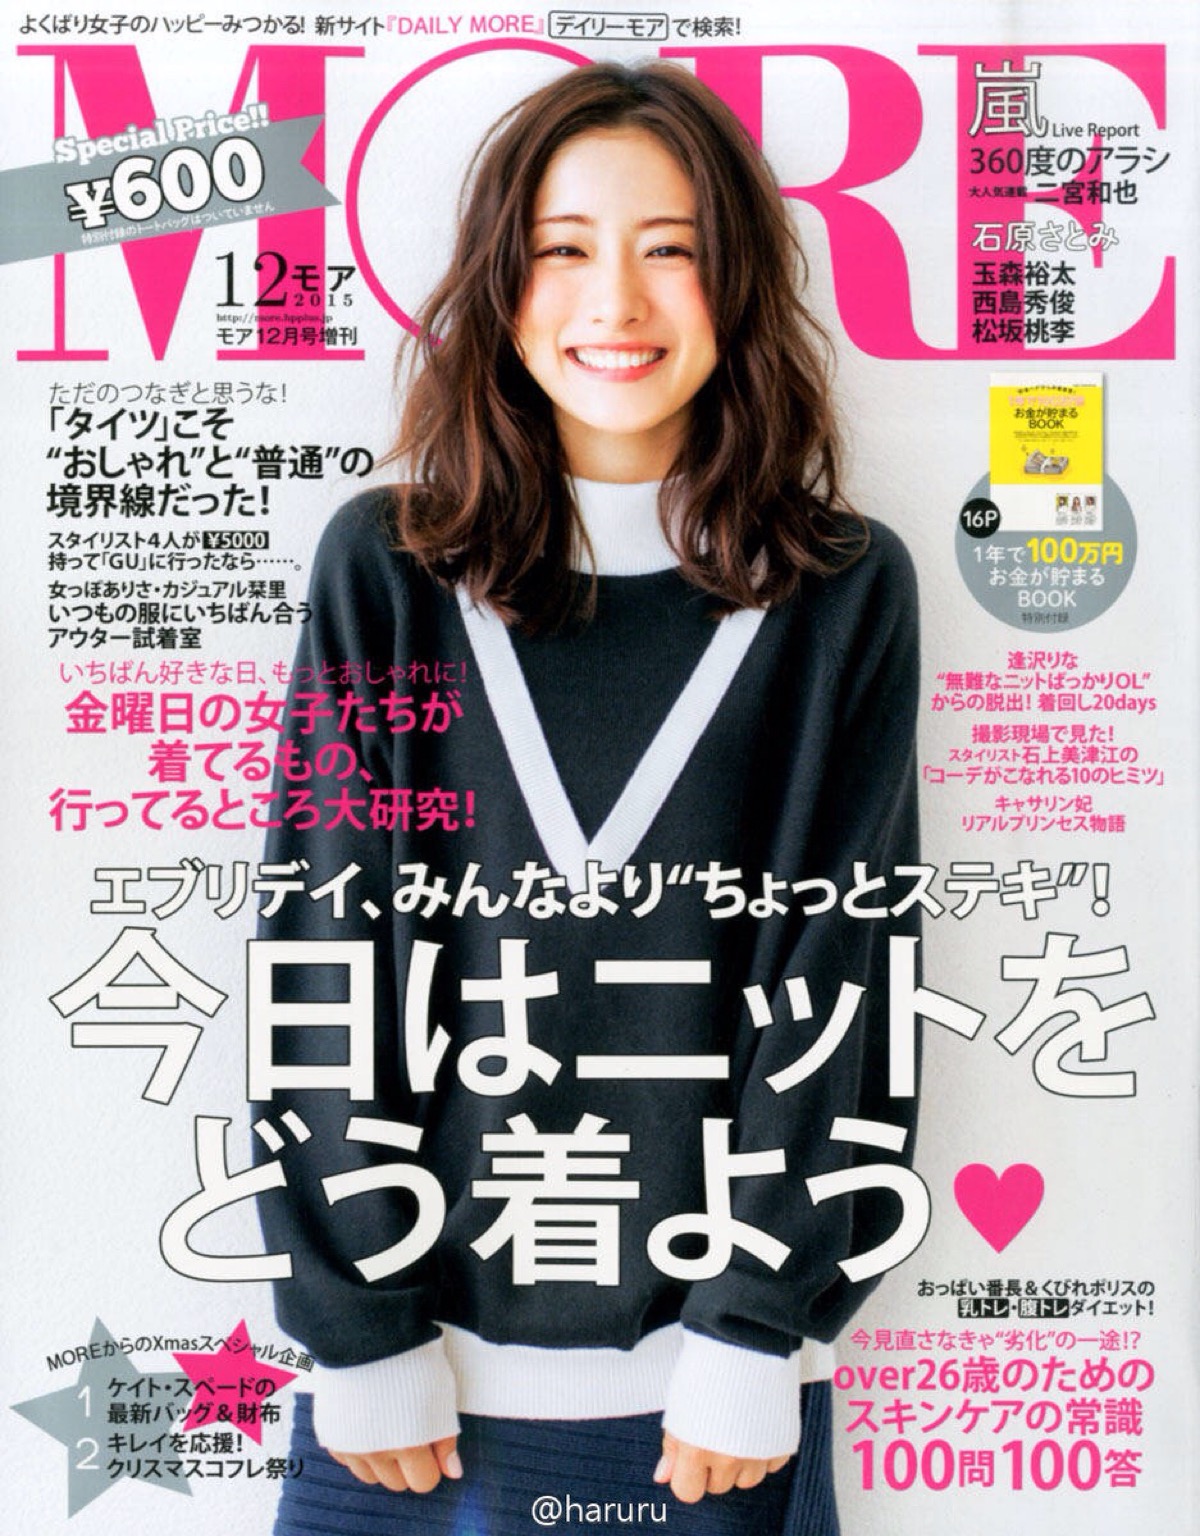 よくばり女子のハッピーみつかる! 新サイト『DAILY MORE』 デイリーモア で検索!
MORE
Special Price!!
¥600
特別付録のトートバッグはついていません
12モア
2015
http://more.hpplus.jp
モア12月号増刊
嵐 Live Report
360度のアラシ
大人気連載 二宮和也
石原さとみ
玉森裕太
西島秀俊
松坂桃李
ただのつなぎと思うな!
「タイツ」こそ
“おしゃれ”と“普通”の
境界線だった!
スタイリスト4人が ¥5000
持って「GU」に行ったなら……。
女っぽありさ・カジュアル栞里
いつもの服にいちばん合う
アウター試着室
いちばん好きな日、もっとおしゃれに!
金曜日の女子たちが
着てるもの、
行ってるところ大研究!
お金が貯まる
BOOK
16P
1年で100万円
お金が貯まる
BOOK
特別付録
逢沢りな
“無難なニットばっかりOL”
からの脱出! 着回し20days
撮影現場で見た!
スタイリスト石上美津江の
「コーデがこなれる10のヒミツ」
キャサリン妃
リアルプリンセス物語
エブリデイ、みんなより“ちょっとステキ”!
今日はニットを
どう着よう♥
おっぱい番長&くびれポリスの
乳トレ・腹トレダイエット!
今見直さなきゃ“劣化”の一途!?
over26歳のための
スキンケアの常識
100問100答
MOREからのXmasスペシャル企画
1 ケイト・スペードの
最新バッグ&財布
2 キレイを応援!
クリスマスコフレ祭り
@haruru